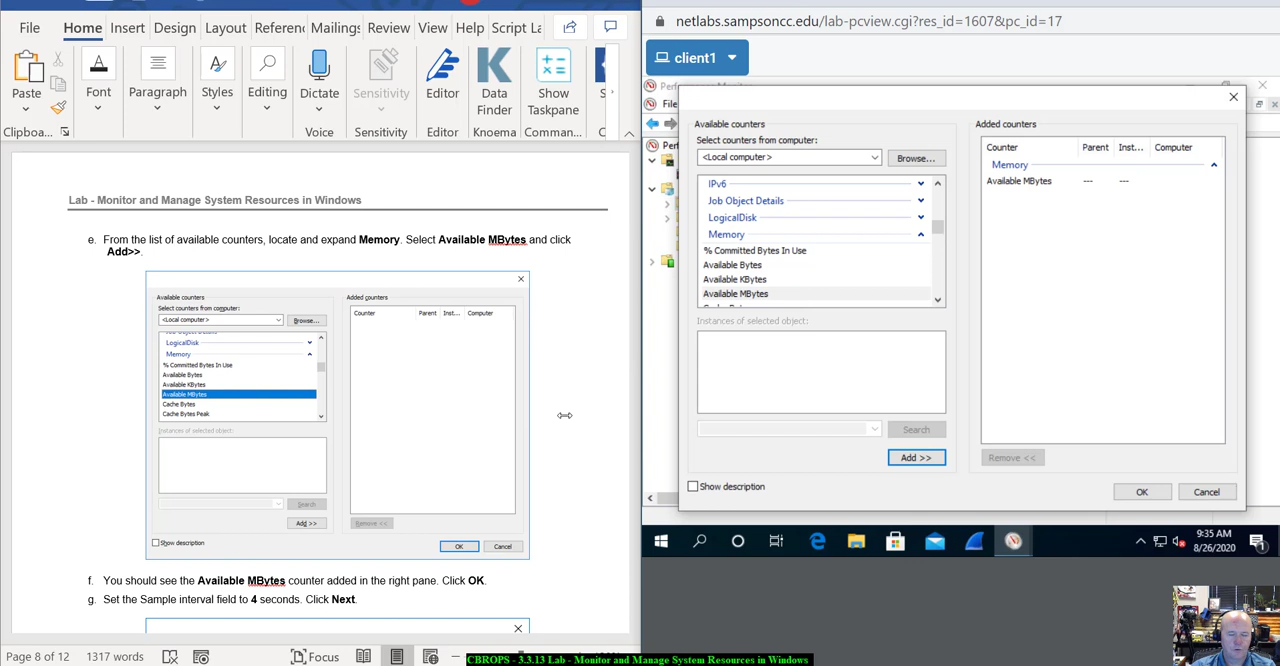 File Home Insert Design Layout Referenc Mailings Review View Help Script La
Paste Font Paragraph Styles Editing Dictate Sensitivity Editor Data Finder Show Taskpane S
Clipboa... Voice Sensitivity Editor Knoema Comman... C
Lab - Monitor and Manage System Resources in Windows
e. From the list of available counters, locate and expand Memory. Select Available MBytes and click
Add>>.
Available counters
Select counters from computer:
<Local computer> Browse...
LogicalDisk
Memory
% Committed Bytes In Use
Available Bytes
Available KBytes
Available MBytes
Cache Bytes
Cache Bytes Peak
Instances of selected object:
Search
Add >>
Show description
Added counters
Counter Parent Inst... Computer
Remove <<
OK Cancel
f. You should see the Available MBytes counter added in the right pane. Click OK.
g. Set the Sample interval field to 4 seconds. Click Next.
Page 8 of 12 1317 words Focus
CBROPS - 3.3.13 Lab - Monitor and Manage System Resources in Windows
netlabs.sampsoncc.edu/lab-pcview.cgi?res_id=1607&pc_id=17
client1
File
Available counters
Select counters from computer:
<Local computer> Browse...
IPv6
Job Object Details
LogicalDisk
Memory
% Committed Bytes In Use
Available Bytes
Available KBytes
Available MBytes
Instances of selected object:
Search
Add >>
Show description
Added counters
Counter Parent Inst... Computer
Memory
Available MBytes --- ---
Remove <<
OK Cancel
9:35 AM
8/26/2020
1